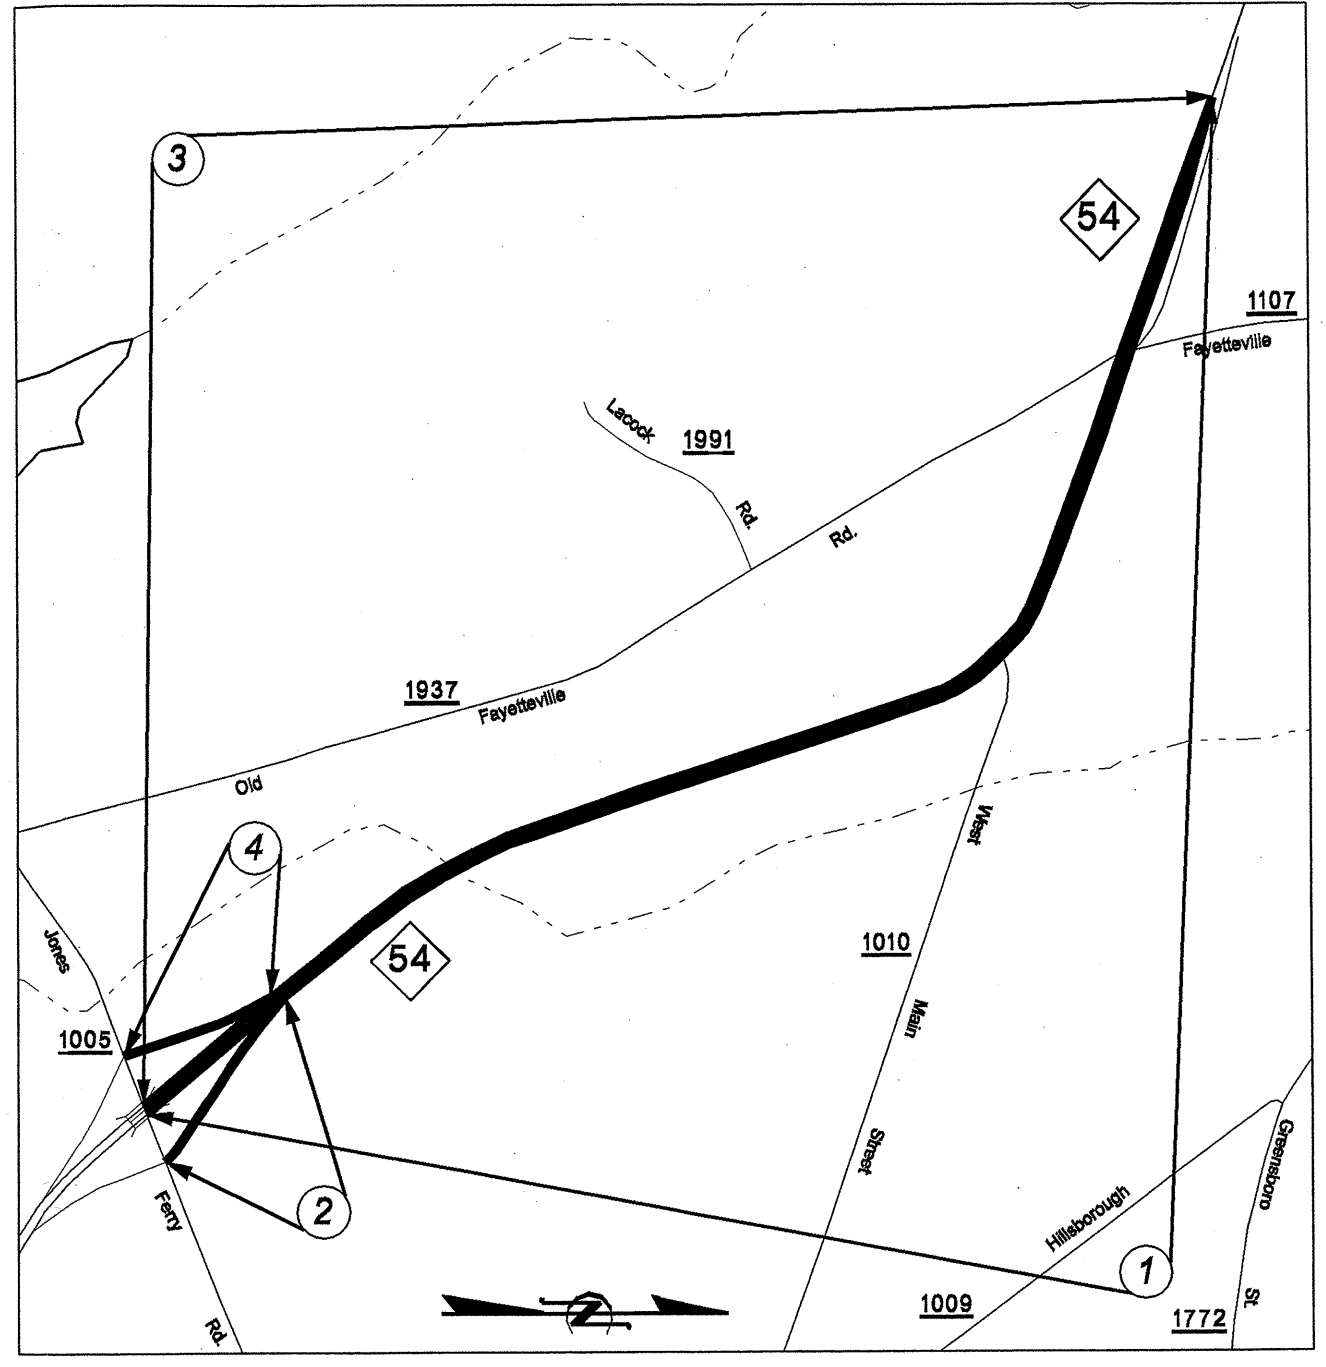 3
54
1107
Fayetteville
Lacock
1991
Rd.
Rd.
1937
Fayetteville
Old
4
West
Jones
54
1010
1005
Main
Street
Greensboro
Ferry
2
Hillsborough
1
St
1009
1772
Rd.
N